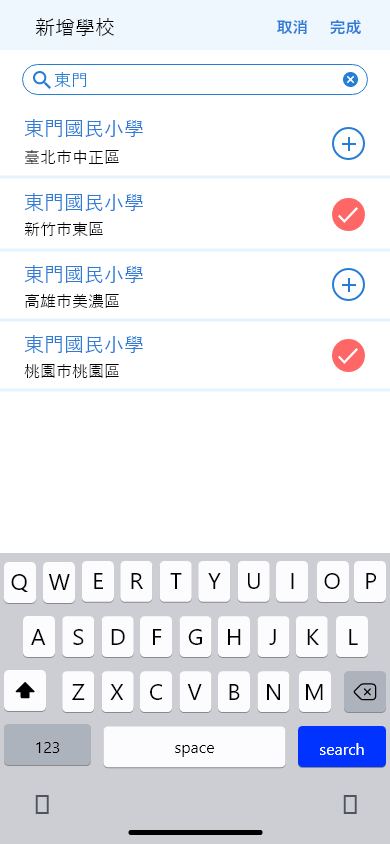 新增學校 取消 完成
東門
東門國民小學
臺北市中正區
東門國民小學
新竹市東區
東門國民小學
高雄市美濃區
東門國民小學
桃園市桃園區
Q W E R T Y U I O P
A S D F G H J K L
Z X C V B N M
123 space search